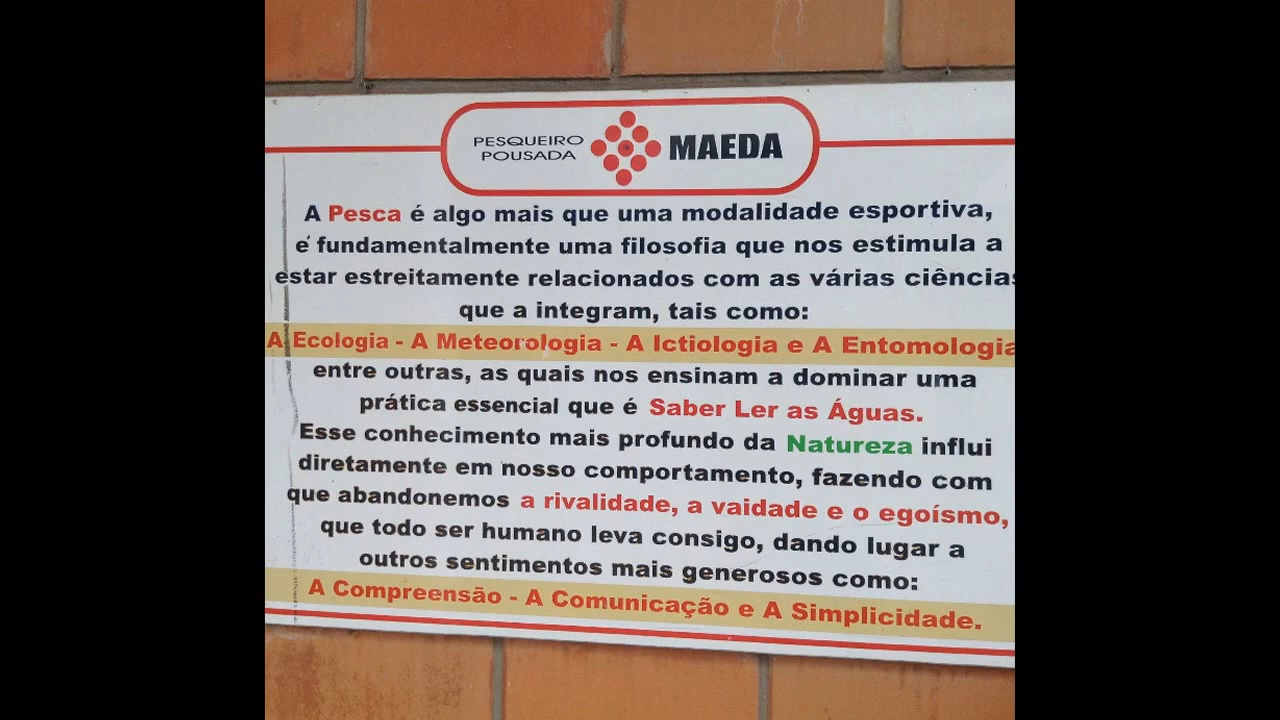 PESQUEIRO
POUSADA
MAEDA
A Pesca é algo mais que uma modalidade esportiva,
é fundamentalmente uma filosofia que nos estimula a
estar estreitamente relacionados com as várias ciências
que a integram, tais como:
A Ecologia - A Meteorologia - A Ictiologia e A Entomologia
entre outras, as quais nos ensinam a dominar uma
prática essencial que é Saber Ler as Águas.
Esse conhecimento mais profundo da Natureza influi
diretamente em nosso comportamento, fazendo com
que abandonemos a rivalidade, a vaidade e o egoísmo,
que todo ser humano leva consigo, dando lugar a
outros sentimentos mais generosos como:
A Compreensão - A Comunicação e A Simplicidade.